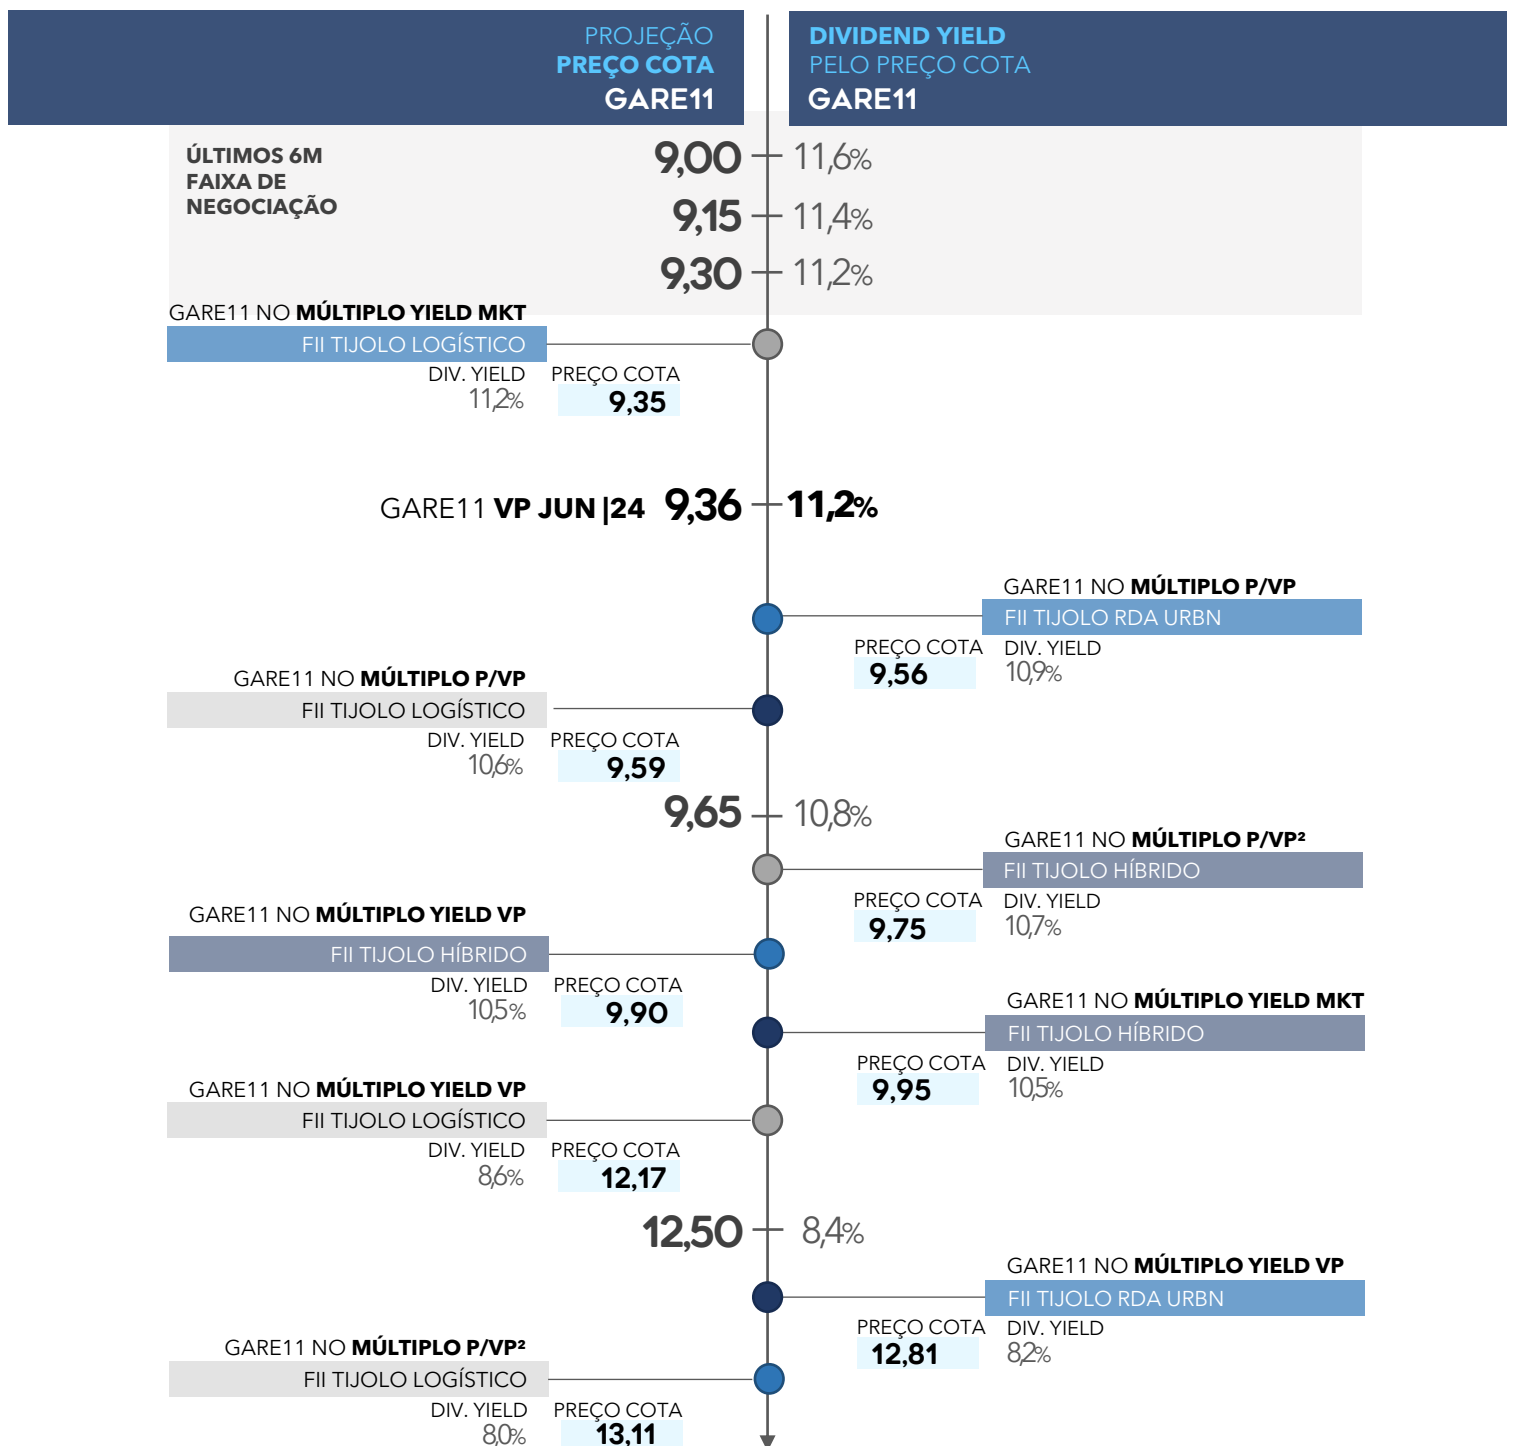 PROJEÇÃO
PREÇO COTA
GARE11
DIVIDEND YIELD
PELO PREÇO COTA
GARE11
ÚLTIMOS 6M
FAIXA DE
NEGOCIAÇÃO
9,00 11,6%
9,15 11,4%
9,30 11,2%
GARE11 NO MÚLTIPLO YIELD MKT
FII TIJOLO LOGÍSTICO
DIV. YIELD PREÇO COTA
11,2% 9,35
GARE11 VP JUN |24 9,36 11,2%
GARE11 NO MÚLTIPLO P/VP
FII TIJOLO RDA URBN
PREÇO COTA DIV. YIELD
9,56 10,9%
GARE11 NO MÚLTIPLO P/VP
FII TIJOLO LOGÍSTICO
DIV. YIELD PREÇO COTA
10,6% 9,59
9,65 10,8%
GARE11 NO MÚLTIPLO P/VP²
FII TIJOLO HÍBRIDO
PREÇO COTA DIV. YIELD
9,75 10,7%
GARE11 NO MÚLTIPLO YIELD VP
FII TIJOLO HÍBRIDO
DIV. YIELD PREÇO COTA
10,5% 9,90
GARE11 NO MÚLTIPLO YIELD MKT
FII TIJOLO HÍBRIDO
PREÇO COTA DIV. YIELD
9,95 10,5%
GARE11 NO MÚLTIPLO YIELD VP
FII TIJOLO LOGÍSTICO
DIV. YIELD PREÇO COTA
8,6% 12,17
12,50 8,4%
GARE11 NO MÚLTIPLO YIELD VP
FII TIJOLO RDA URBN
PREÇO COTA DIV. YIELD
12,81 8,2%
GARE11 NO MÚLTIPLO P/VP²
FII TIJOLO LOGÍSTICO
DIV. YIELD PREÇO COTA
8,0% 13,11